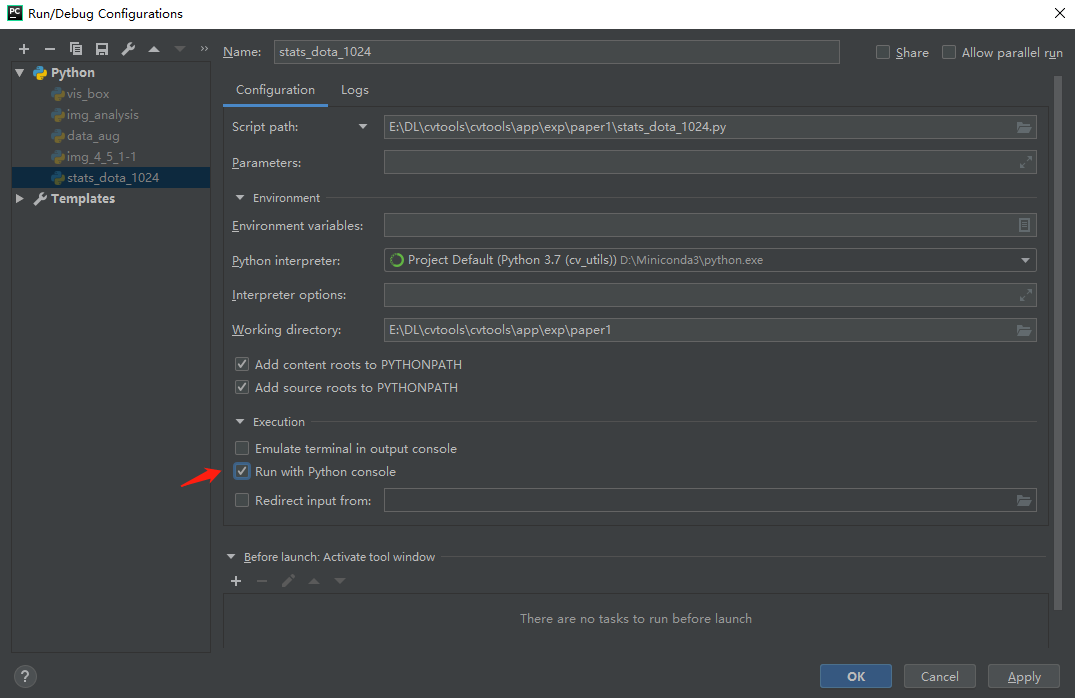 PC Run/Debug Configurations
Name: stats_dota_1024 Share Allow parallel run
Python
vis_box
img_analysis
data_aug
img_4_5_1-1
stats_dota_1024
Templates
Configuration Logs
Script path: E:\DL\cvtools\cvtools\app\exp\paper1\stats_dota_1024.py
Parameters:
Environment
Environment variables:
Python interpreter: Project Default (Python 3.7 (cv_utils)) D:\Miniconda3\python.exe
Interpreter options:
Working directory: E:\DL\cvtools\cvtools\app\exp\paper1
Add content roots to PYTHONPATH
Add source roots to PYTHONPATH
Execution
Emulate terminal in output console
Run with Python console
Redirect input from:
Before launch: Activate tool window
There are no tasks to run before launch
? OK Cancel Apply